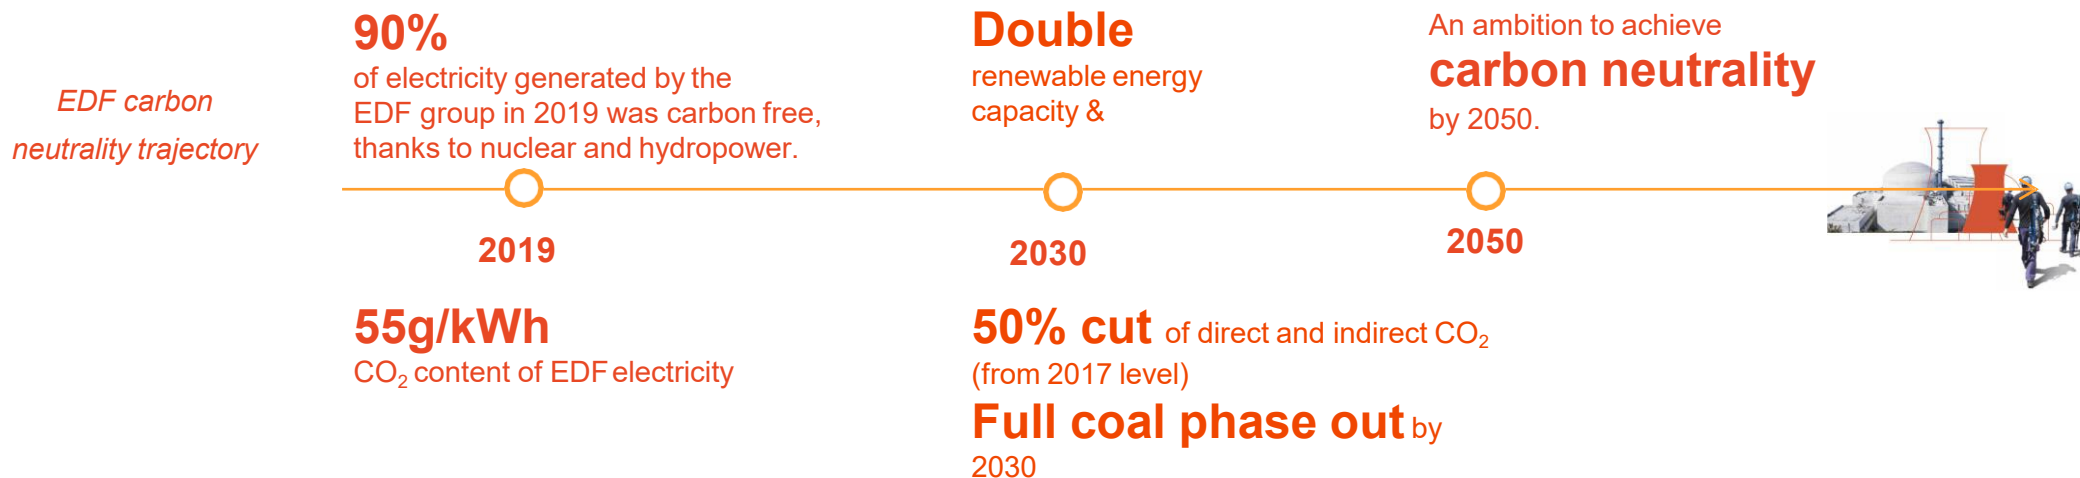 EDF carbon
neutrality trajectory
90%
of electricity generated by the
EDF group in 2019 was carbon free,
thanks to nuclear and hydropower.
2019
55g/kWh
CO₂ content of EDF electricity
Double
renewable energy
capacity &
2030
50% cut of direct and indirect CO₂
(from 2017 level)
Full coal phase out by
2030
An ambition to achieve
carbon neutrality
by 2050.
2050